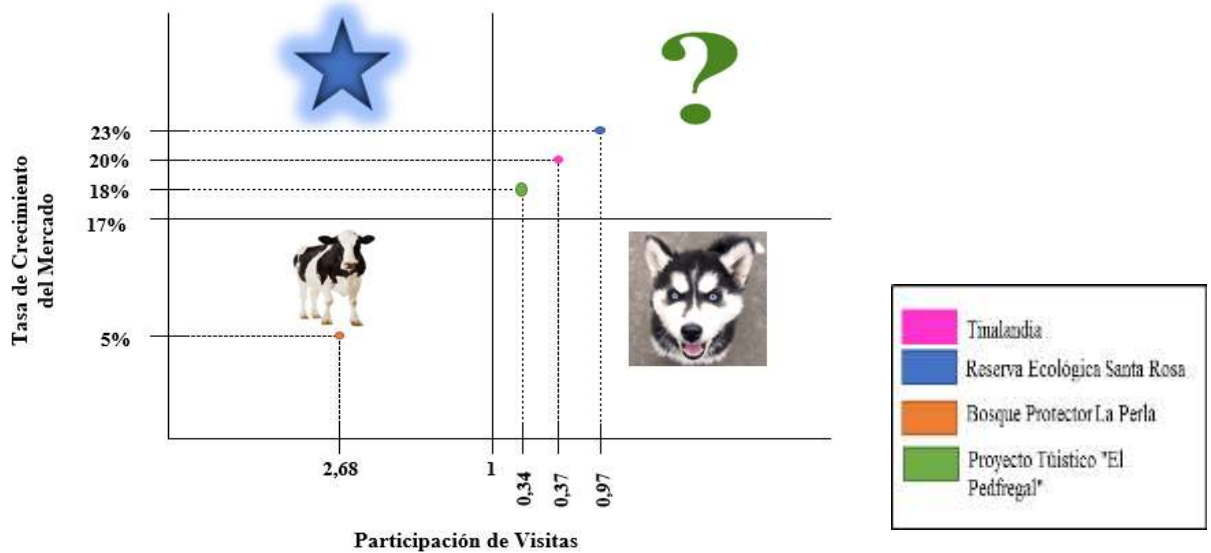 ?
23%
20%
18%
17%
5%
Tasa de Crecimiento
del Mercado
2,68
1
0,34
0,37
0,97
Participación de Visitas
Tinalandia
Reserva Ecológica Santa Rosa
Bosque Protector La Perla
Proyecto Túistico "El
Pedfregal"